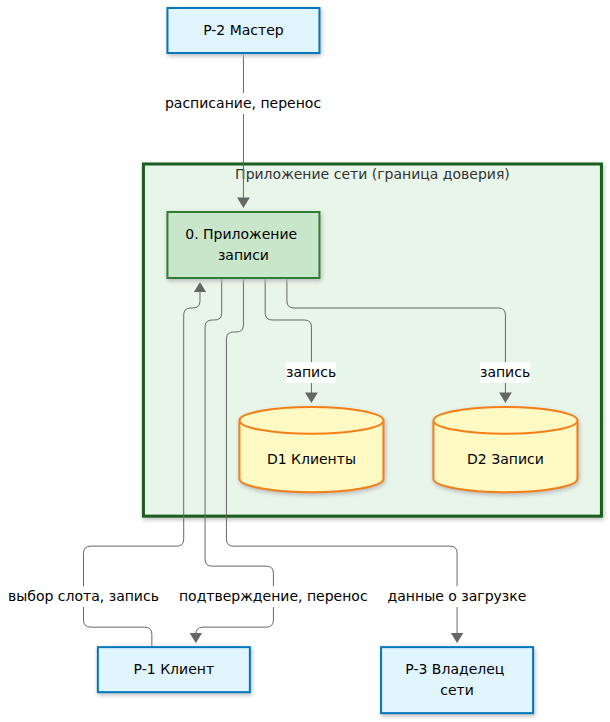 P-2 Мастер
расписание, перенос
Приложение сети (граница доверия)
0. Приложение
записи
запись
запись
D1 Клиенты
D2 Записи
выбор слота, запись
подтверждение, перенос
данные о загрузке
P-1 Клиент
P-3 Владелец
сети